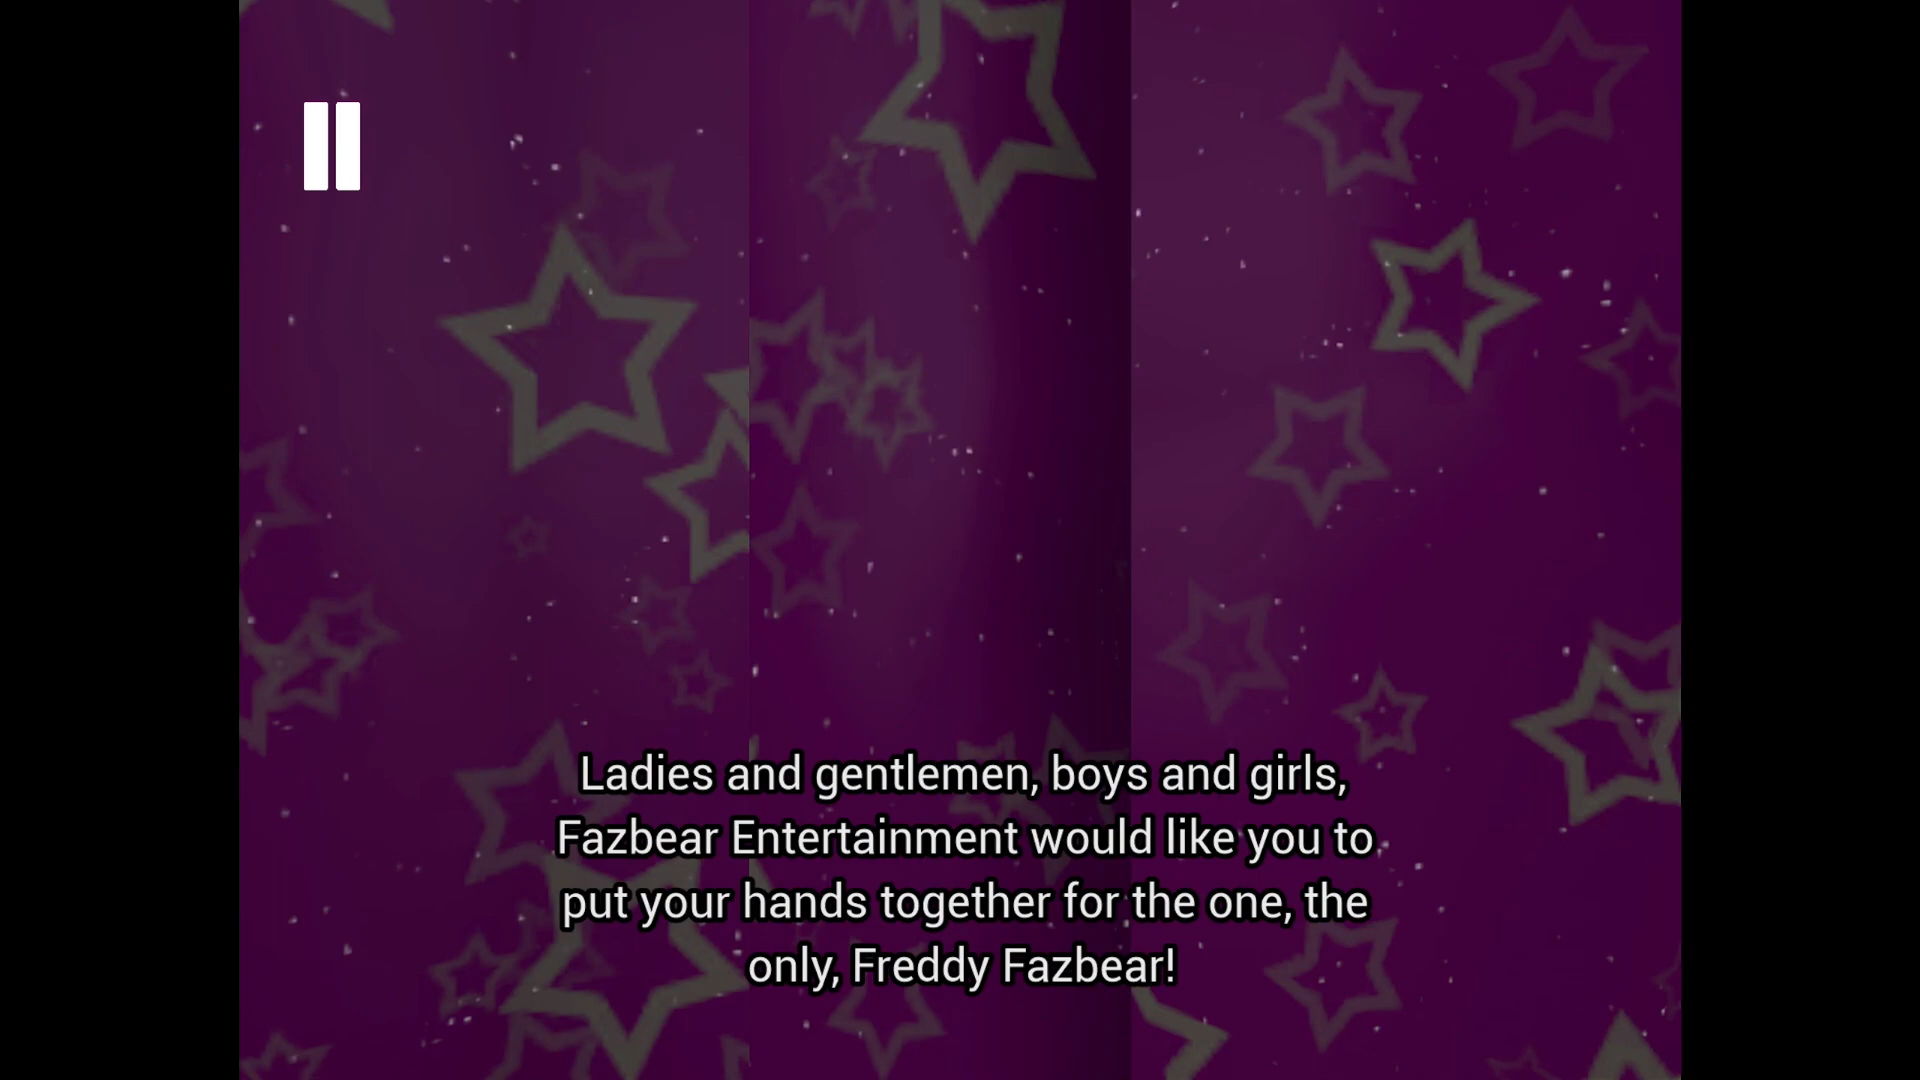 Ladies and gentlemen, boys and girls,
Fazbear Entertainment would like you to
put your hands together for the one, the
only, Freddy Fazbear!